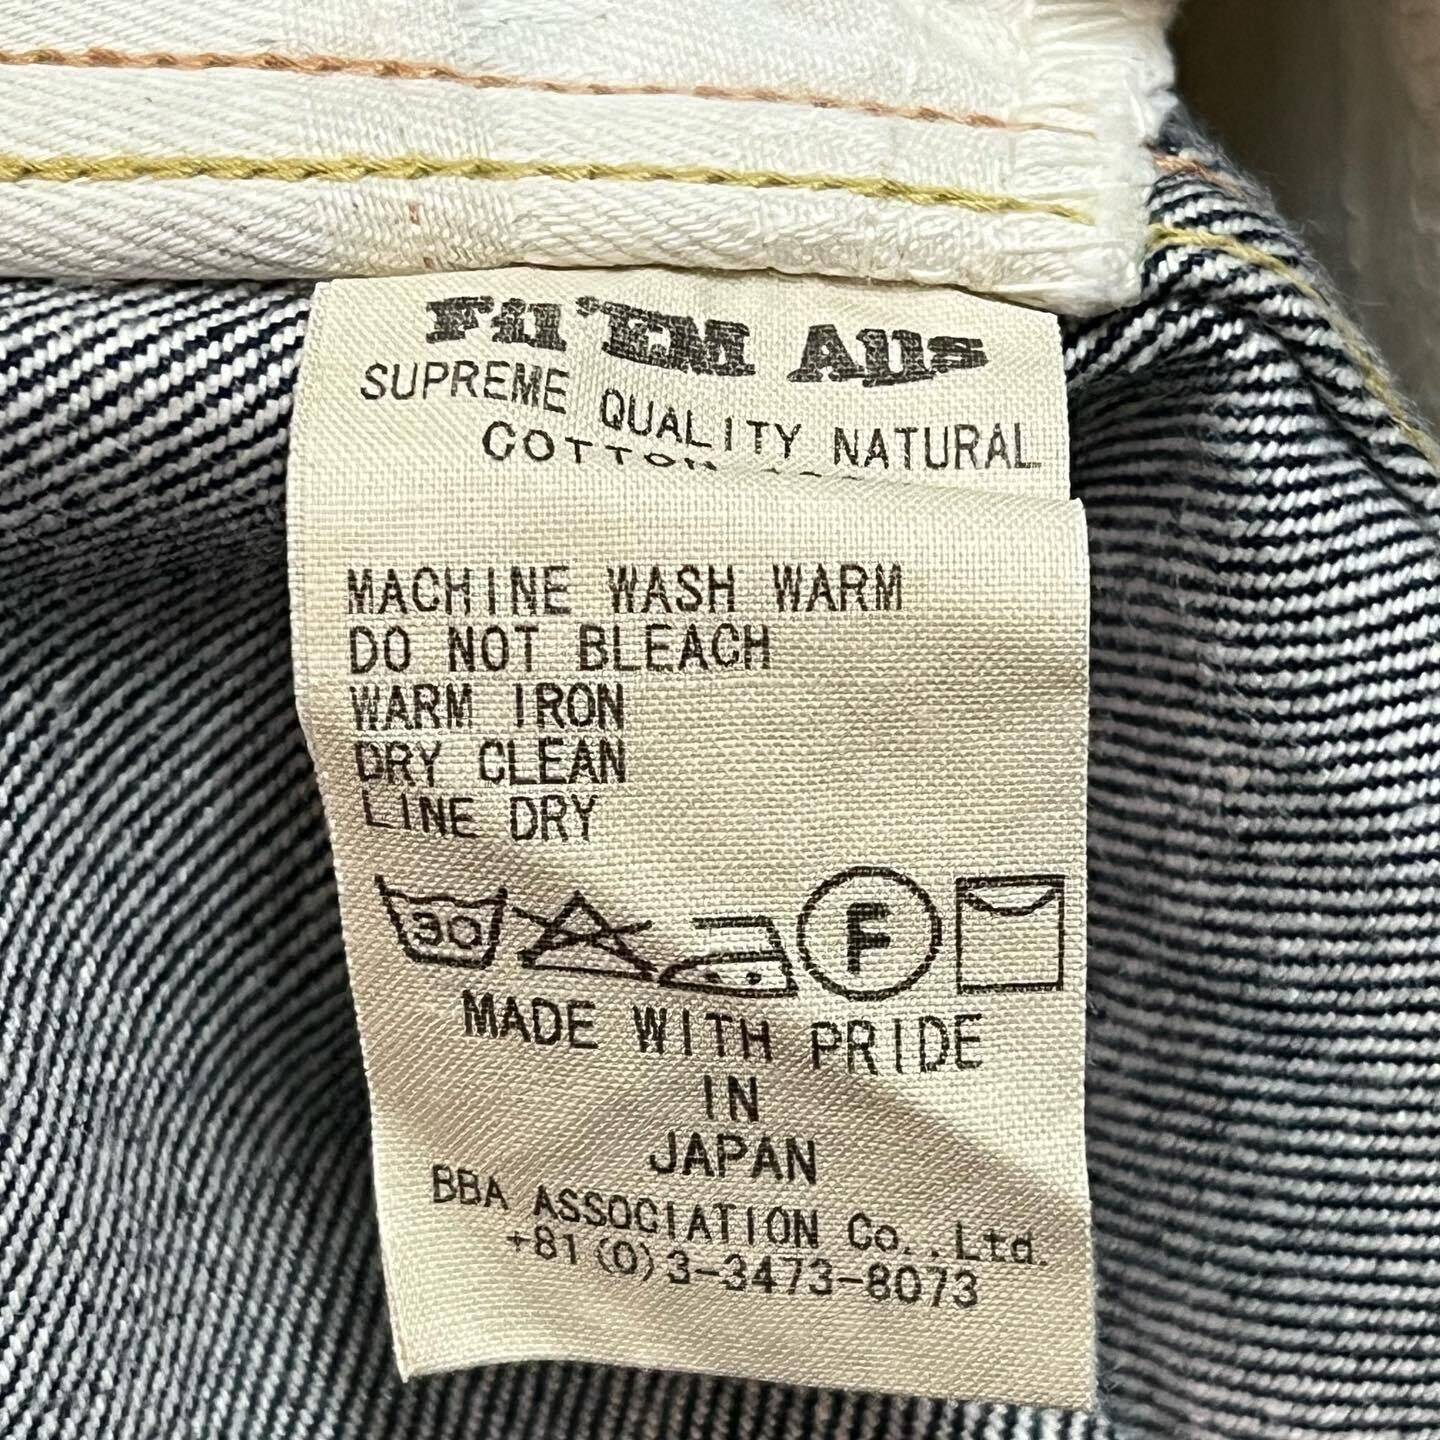 Fil'EM Alls
SUPREME QUALITY NATURAL
COTTON
MACHINE WASH WARM
DO NOT BLEACH
WARM IRON
DRY CLEAN
LINE DRY
30
F
MADE WITH PRIDE
IN
JAPAN
BBA ASSOCIATION Co.,Ltd.
+81(0)3-3473-8073